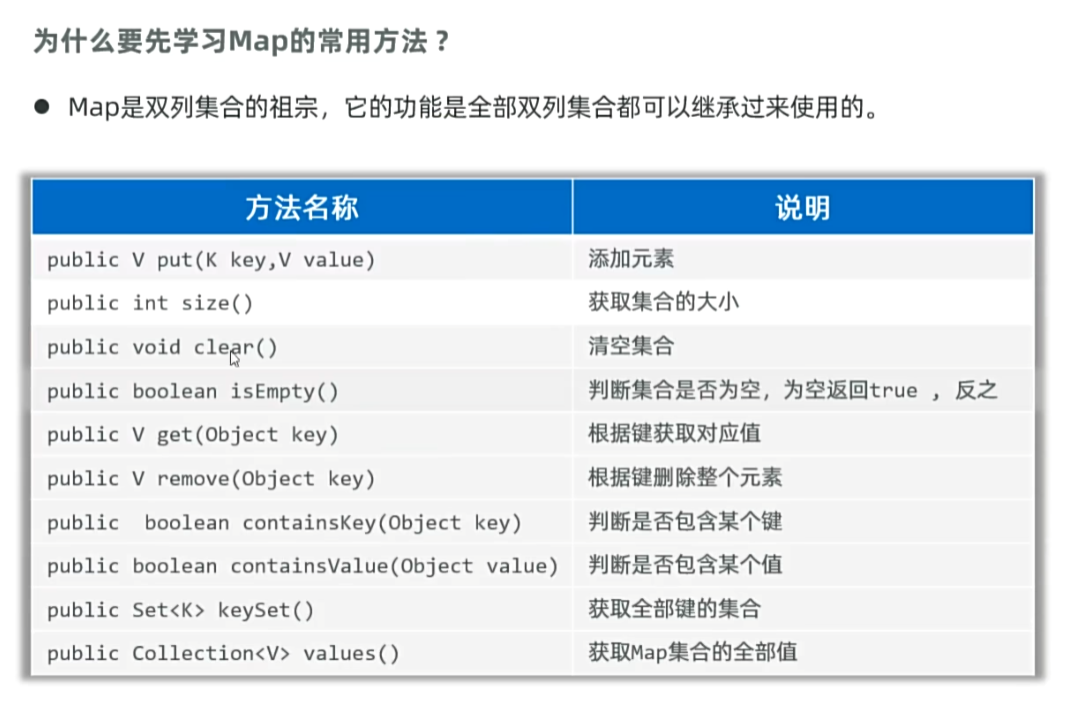 为什么要先学习Map的常用方法？
● Map是双列集合的祖宗，它的功能是全部双列集合都可以继承过来使用的。
方法名称 说明
public V put(K key,V value) 添加元素
public int size() 获取集合的大小
public void clear() 清空集合
public boolean isEmpty() 判断集合是否为空，为空返回true ，反之
public V get(Object key) 根据键获取对应值
public V remove(Object key) 根据键删除整个元素
public  boolean containsKey(Object key) 判断是否包含某个键
public boolean containsValue(Object value) 判断是否包含某个值
public Set<K> keySet() 获取全部键的集合
public Collection<V> values() 获取Map集合的全部值